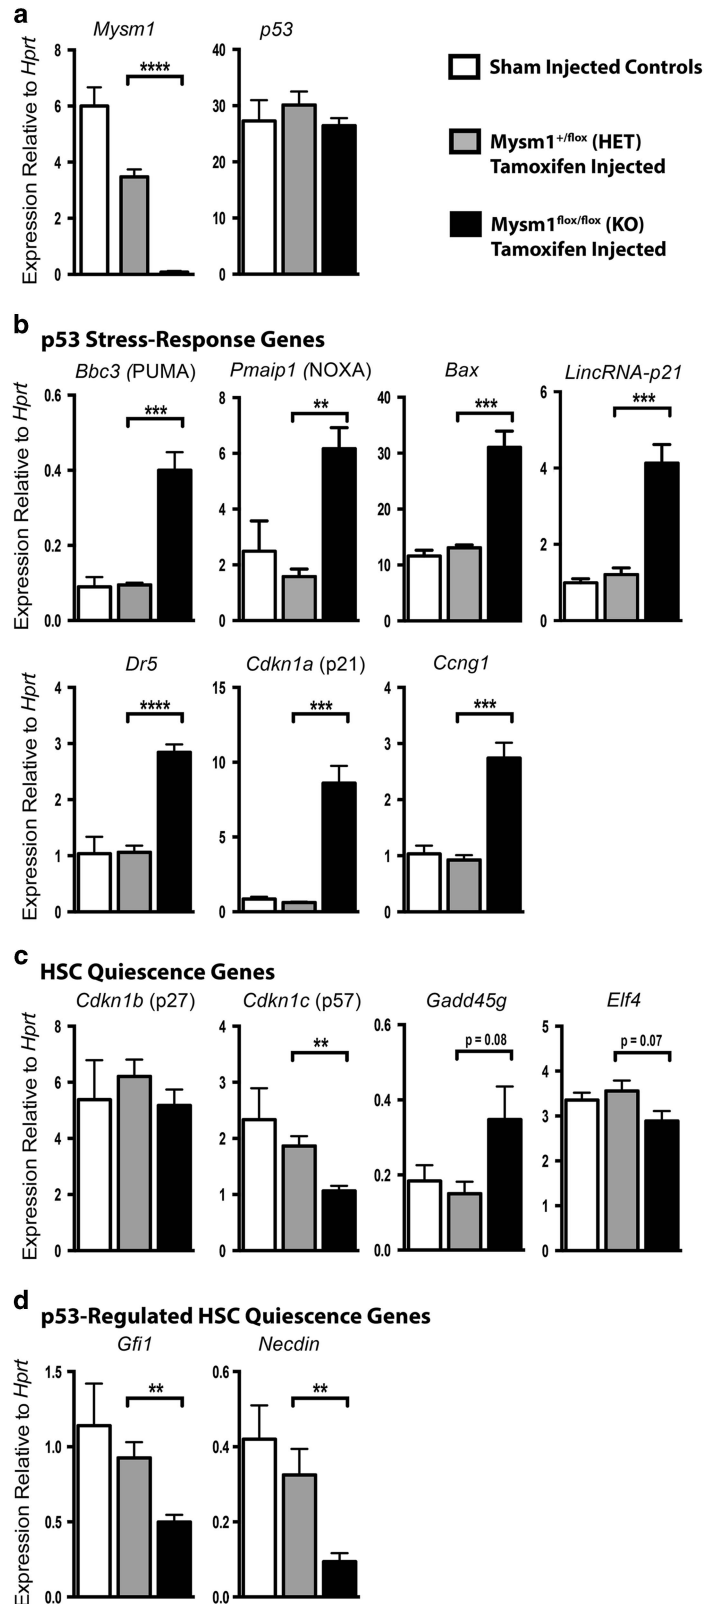 a
Mysm1
p53
Expression Relative to Hprt
8
6
4
2
0
****
40
30
20
10
0
Sham Injected Controls
Mysm1+/flox (HET)
Tamoxifen Injected
Mysm1flox/flox (KO)
Tamoxifen Injected
b
p53 Stress-Response Genes
Bbc3 (PUMA)
Pmaip1 (NOXA)
Bax
LincRNA-p21
Expression Relative to Hprt
0.6
0.4
0.2
0.0
***
8
6
4
2
0
**
40
30
20
10
0
***
6
4
2
0
***
Dr5
Cdkn1a (p21)
Ccng1
Expression Relative to Hprt
4
3
2
1
0
****
15
10
5
0
***
4
3
2
1
0
***
c
HSC Quiescence Genes
Cdkn1b (p27)
Cdkn1c (p57)
Gadd45g
Elf4
Expression Relative to Hprt
8
6
4
2
0
4
3
2
1
0
**
0.6
0.4
0.2
0.0
p = 0.08
5
4
3
2
1
0
p = 0.07
d
p53-Regulated HSC Quiescence Genes
Gfi1
Necdin
Expression Relative to Hprt
1.5
1.0
0.5
0.0
**
0.6
0.4
0.2
0.0
**